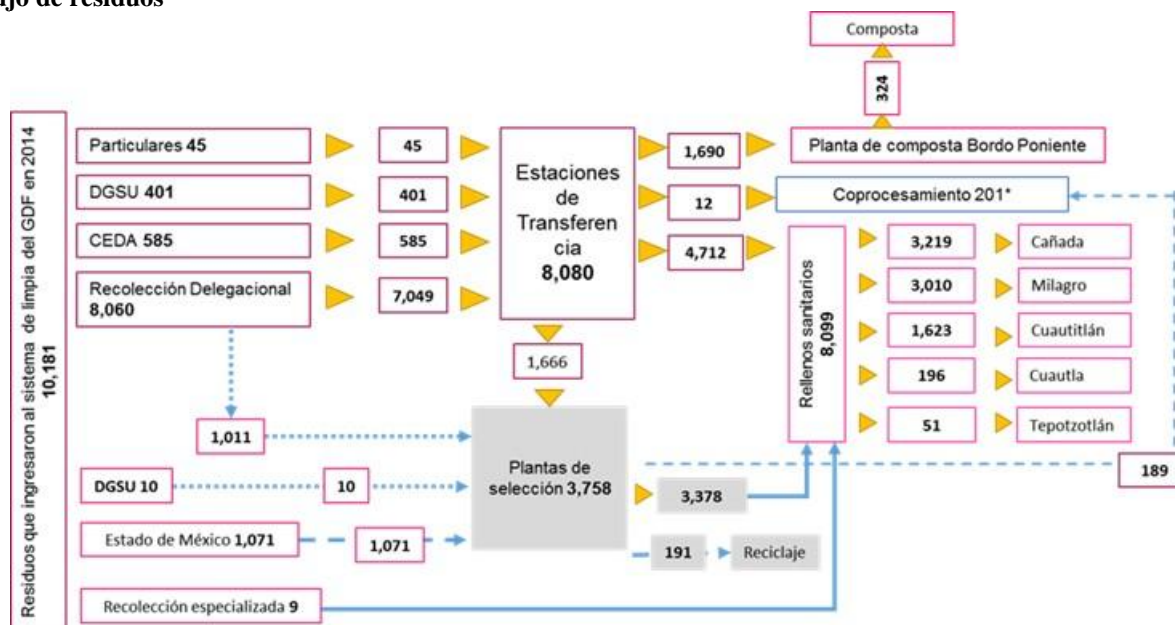 ujo de residuos
Composta
324
Residuos que ingresaron al sistema de limpia del GDF en 2014
10,181
Particulares 45
45
DGSU 401
401
CEDA 585
585
Recolección Delegacional
8,060
7,049
Estaciones
de
Transferen
cia
8,080
1,690
Planta de composta Bordo Poniente
12
Coprocesamiento 201*
4,712
Rellenos sanitarios
8,099
3,219
Cañada
3,010
Milagro
1,623
Cuautitlán
196
Cuautla
51
Tepotzotlán
1,666
1,011
Plantas de
selección 3,758
DGSU 10
10
189
3,378
Estado de México 1,071
1,071
191
Reciclaje
Recolección especializada 9